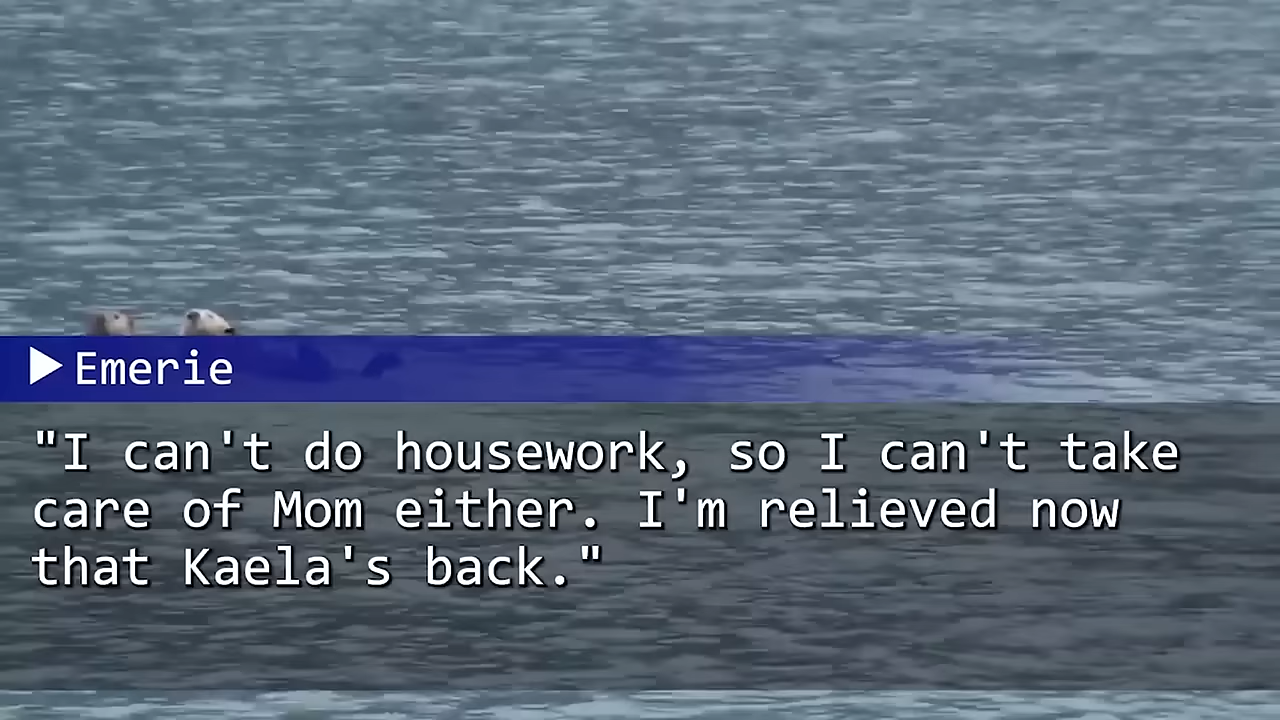 Emerie
"I can't do housework, so I can't take
care of Mom either. I'm relieved now
that Kaela's back."